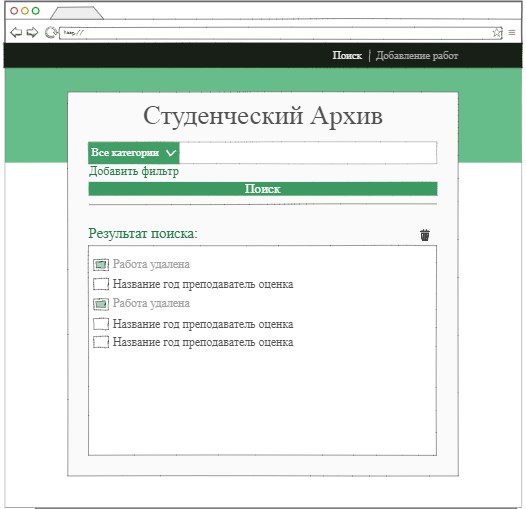 Поиск | Добавление работ
Студенческий Архив
Все категории
Добавить фильтр
Поиск
Результат поиска:
Работа удалена
Название год преподаватель оценка
Работа удалена
Название год преподаватель оценка
Название год преподаватель оценка